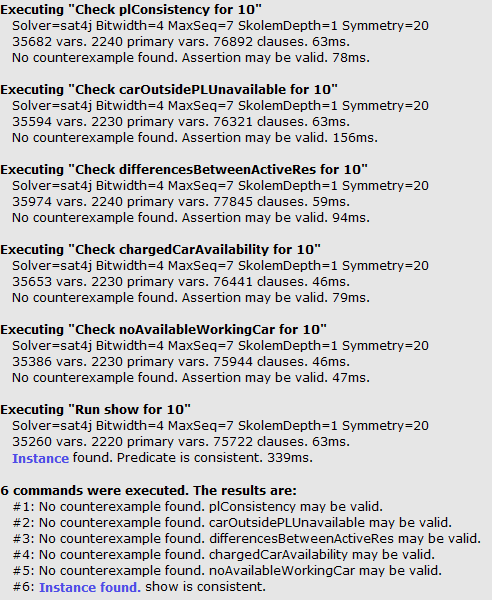 Executing "Check plConsistency for 10"
Solver=sat4j Bitwidth=4 MaxSeq=7 SkolemDepth=1 Symmetry=20
35682 vars. 2240 primary vars. 76892 clauses. 63ms.
No counterexample found. Assertion may be valid. 78ms.
Executing "Check carOutsidePLUnavailable for 10"
Solver=sat4j Bitwidth=4 MaxSeq=7 SkolemDepth=1 Symmetry=20
35594 vars. 2230 primary vars. 76321 clauses. 63ms.
No counterexample found. Assertion may be valid. 156ms.
Executing "Check differencesBetweenActiveRes for 10"
Solver=sat4j Bitwidth=4 MaxSeq=7 SkolemDepth=1 Symmetry=20
35974 vars. 2240 primary vars. 77845 clauses. 59ms.
No counterexample found. Assertion may be valid. 94ms.
Executing "Check chargedCarAvailability for 10"
Solver=sat4j Bitwidth=4 MaxSeq=7 SkolemDepth=1 Symmetry=20
35653 vars. 2230 primary vars. 76441 clauses. 46ms.
No counterexample found. Assertion may be valid. 79ms.
Executing "Check noAvailableWorkingCar for 10"
Solver=sat4j Bitwidth=4 MaxSeq=7 SkolemDepth=1 Symmetry=20
35386 vars. 2230 primary vars. 75944 clauses. 46ms.
No counterexample found. Assertion may be valid. 47ms.
Executing "Run show for 10"
Solver=sat4j Bitwidth=4 MaxSeq=7 SkolemDepth=1 Symmetry=20
35260 vars. 2220 primary vars. 75722 clauses. 63ms.
Instance found. Predicate is consistent. 339ms.
6 commands were executed. The results are:
#1: No counterexample found. plConsistency may be valid.
#2: No counterexample found. carOutsidePLUnavailable may be valid.
#3: No counterexample found. differencesBetweenActiveRes may be valid.
#4: No counterexample found. chargedCarAvailability may be valid.
#5: No counterexample found. noAvailableWorkingCar may be valid.
#6: Instance found. show is consistent.